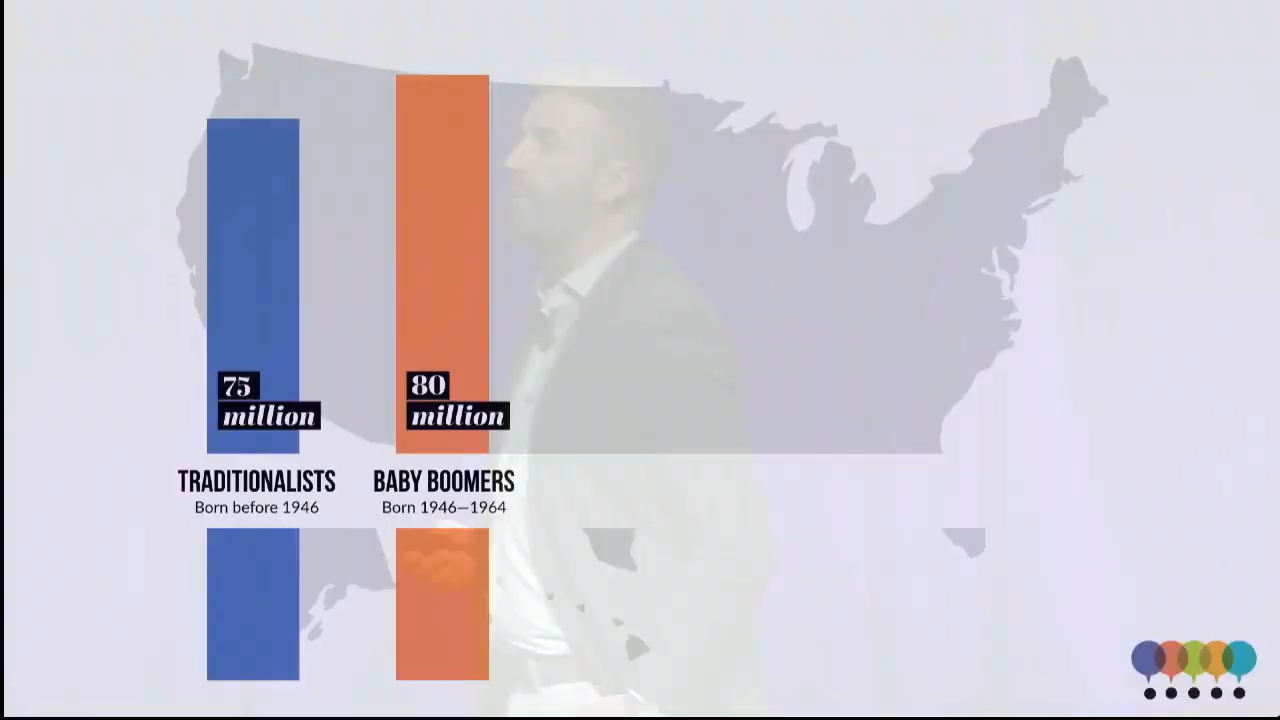 75
million
80
million
TRADITIONALISTS
Born before 1946
BABY BOOMERS
Born 1946–1964